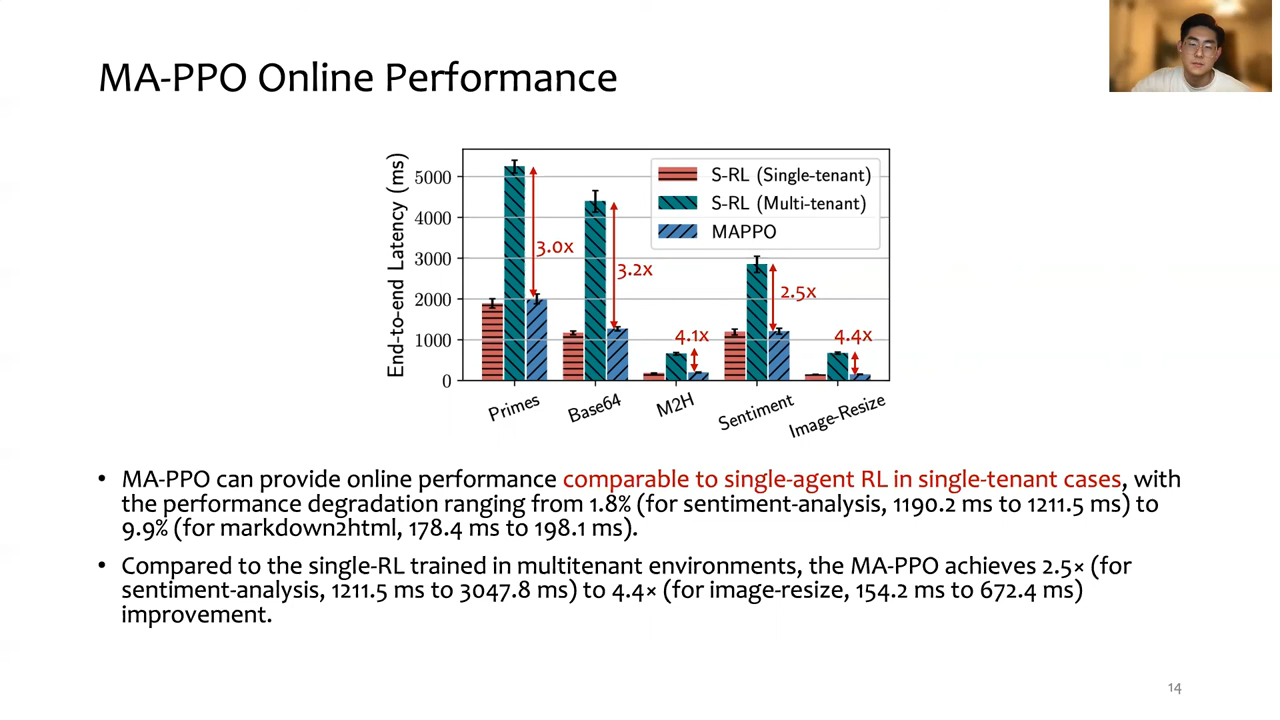 MA-PPO Online Performance
End-to-end Latency (ms)
5000
4000
3000
2000
1000
0
S-RL (Single-tenant)
S-RL (Multi-tenant)
MAPPO
3.0x
3.2x
4.1x
2.5x
4.4x
Primes
Base64
M2H
Sentiment
Image-Resize
• MA-PPO can provide online performance comparable to single-agent RL in single-tenant cases, with
the performance degradation ranging from 1.8% (for sentiment-analysis, 1190.2 ms to 1211.5 ms) to
9.9% (for markdown2html, 178.4 ms to 198.1 ms).
• Compared to the single-RL trained in multitenant environments, the MA-PPO achieves 2.5× (for
sentiment-analysis, 1211.5 ms to 3047.8 ms) to 4.4× (for image-resize, 154.2 ms to 672.4 ms)
improvement.
14